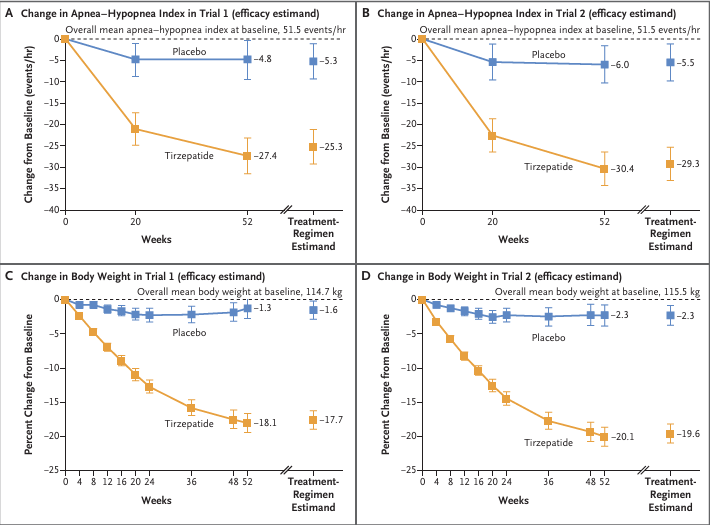 A Change in Apnea–Hypopnea Index in Trial 1 (efficacy estimand)
Overall mean apnea–hypopnea index at baseline, 51.5 events/hr
Change from Baseline (events/hr)
0
–5
–10
–15
–20
–25
–30
–35
–40
Placebo
–4.8
–5.3
Tirzepatide
–27.4
–25.3
0
20
52
Weeks
Treatment-
Regimen
Estimand
B Change in Apnea–Hypopnea Index in Trial 2 (efficacy estimand)
Overall mean apnea–hypopnea index at baseline, 51.5 events/hr
Change from Baseline (events/hr)
0
–5
–10
–15
–20
–25
–30
–35
–40
Placebo
–6.0
–5.5
Tirzepatide
–30.4
–29.3
0
20
52
Weeks
Treatment-
Regimen
Estimand
C Change in Body Weight in Trial 1 (efficacy estimand)
Overall mean body weight at baseline, 114.7 kg
Percent Change from Baseline
0
–5
–10
–15
–20
–25
–1.3
–1.6
Placebo
Tirzepatide
–18.1
–17.7
0 4 8 12 16 20 24 36 48 52
Weeks
Treatment-
Regimen
Estimand
D Change in Body Weight in Trial 2 (efficacy estimand)
Overall mean body weight at baseline, 115.5 kg
Percent Change from Baseline
0
–5
–10
–15
–20
–25
–2.3
–2.3
Placebo
Tirzepatide
–20.1
–19.6
0 4 8 12 16 20 24 36 48 52
Weeks
Treatment-
Regimen
Estimand